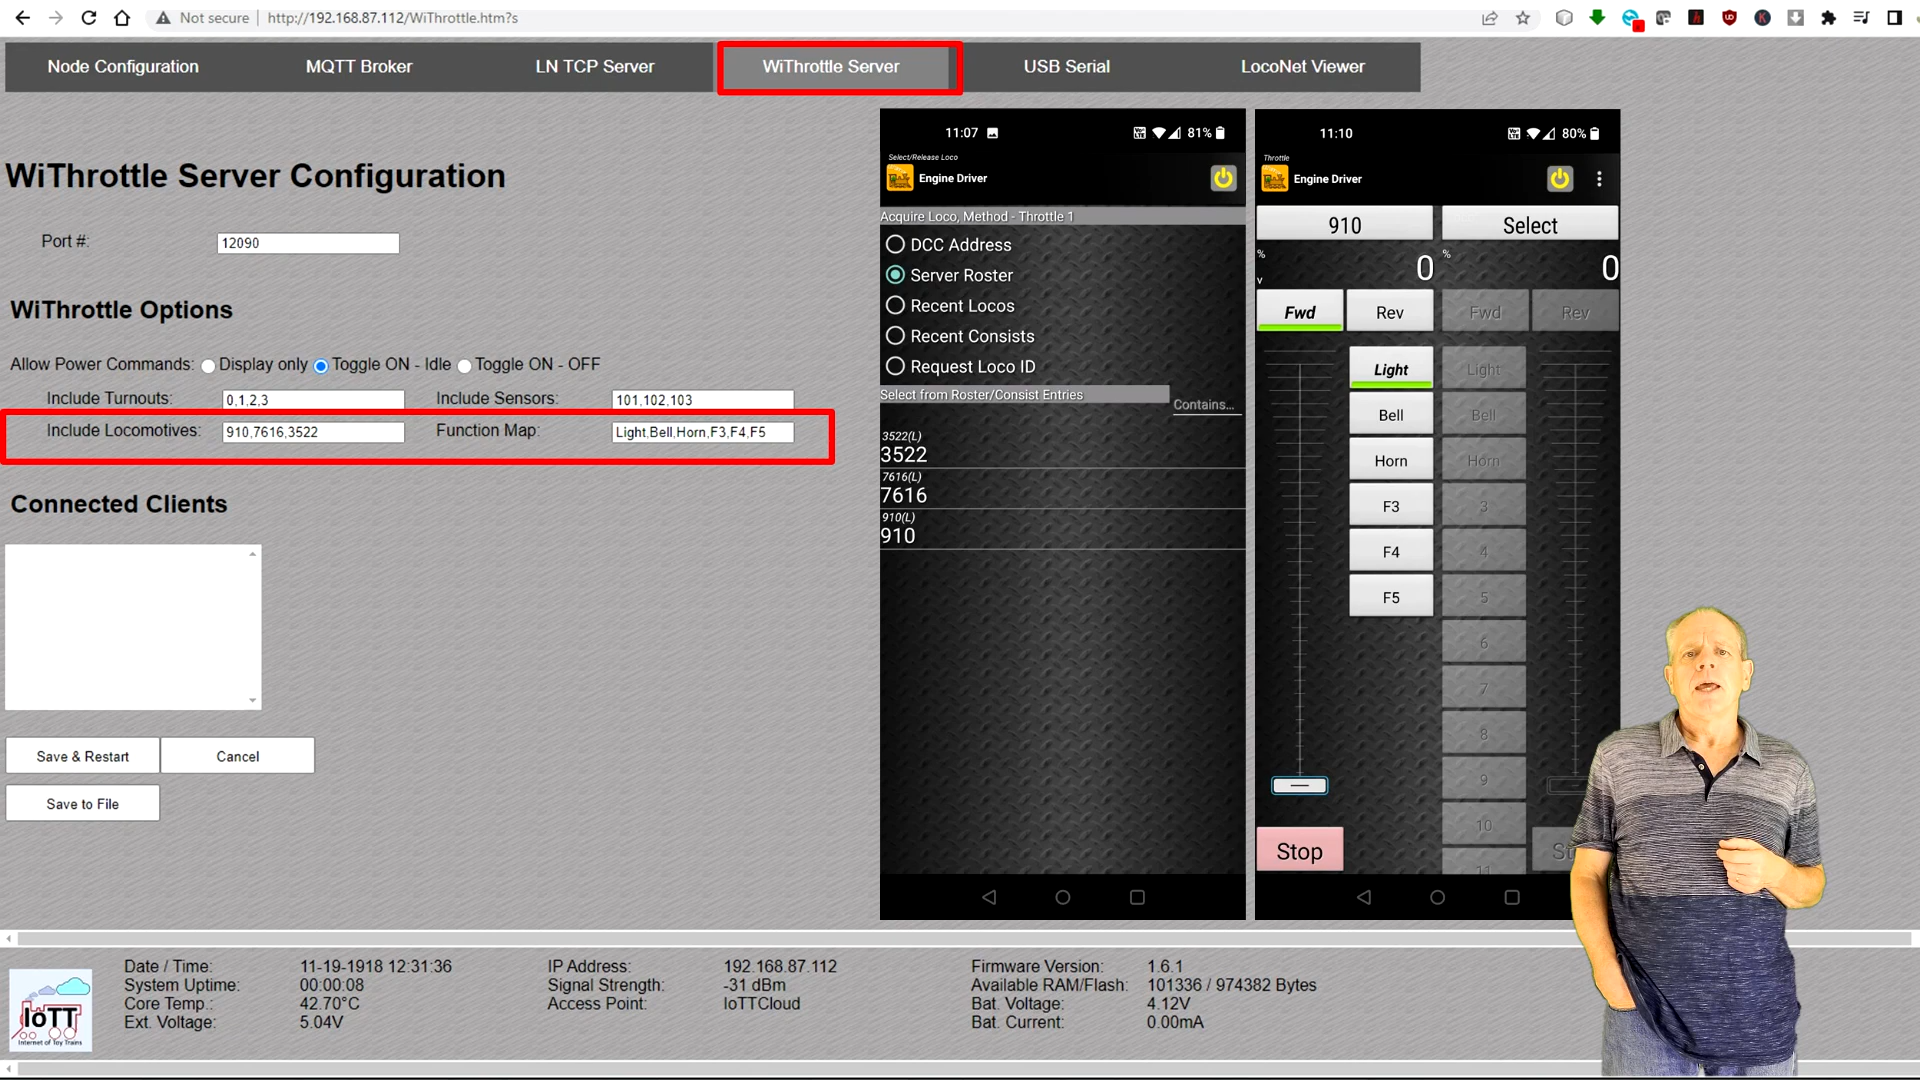 Not secure | http://192.168.87.112/WiThrottle.htm?s
Node Configuration
MQTT Broker
LN TCP Server
WiThrottle Server
USB Serial
LocoNet Viewer
WiThrottle Server Configuration
Port #:
12090
WiThrottle Options
Allow Power Commands: Display only Toggle ON - Idle Toggle ON - OFF
Include Turnouts: 0,1,2,3 Include Sensors: 101,102,103
Include Locomotives: 910,7616,3522 Function Map: Light,Bell,Horn,F3,F4,F5
Connected Clients
Save & Restart
Cancel
Save to File
11:07 81%
Select/Release Loco
Engine Driver
Acquire Loco, Method - Throttle 1
DCC Address
Server Roster
Recent Locos
Recent Consists
Request Loco ID
Select from Roster/Consist Entries
Contains...
3522(L)
3522
7616(L)
7616
910(L)
910
11:10 80%
Throttle
Engine Driver
910 Select
% 0 % 0
v
Fwd Rev Fwd Rev
Light Light
Bell Bell
Horn Horn
F3 3
F4 4
F5 5
6
7
8
9
10
11
Stop St
Date / Time: 11-19-1918 12:31:36
System Uptime: 00:00:08
Core Temp.: 42.70°C
Ext. Voltage: 5.04V
IP Address: 192.168.87.112
Signal Strength: -31 dBm
Access Point: IoTTCloud
Firmware Version: 1.6.1
Available RAM/Flash: 101336 / 974382 Bytes
Bat. Voltage: 4.12V
Bat. Current: 0.00mA
IoTT
Internet of Toy Trains